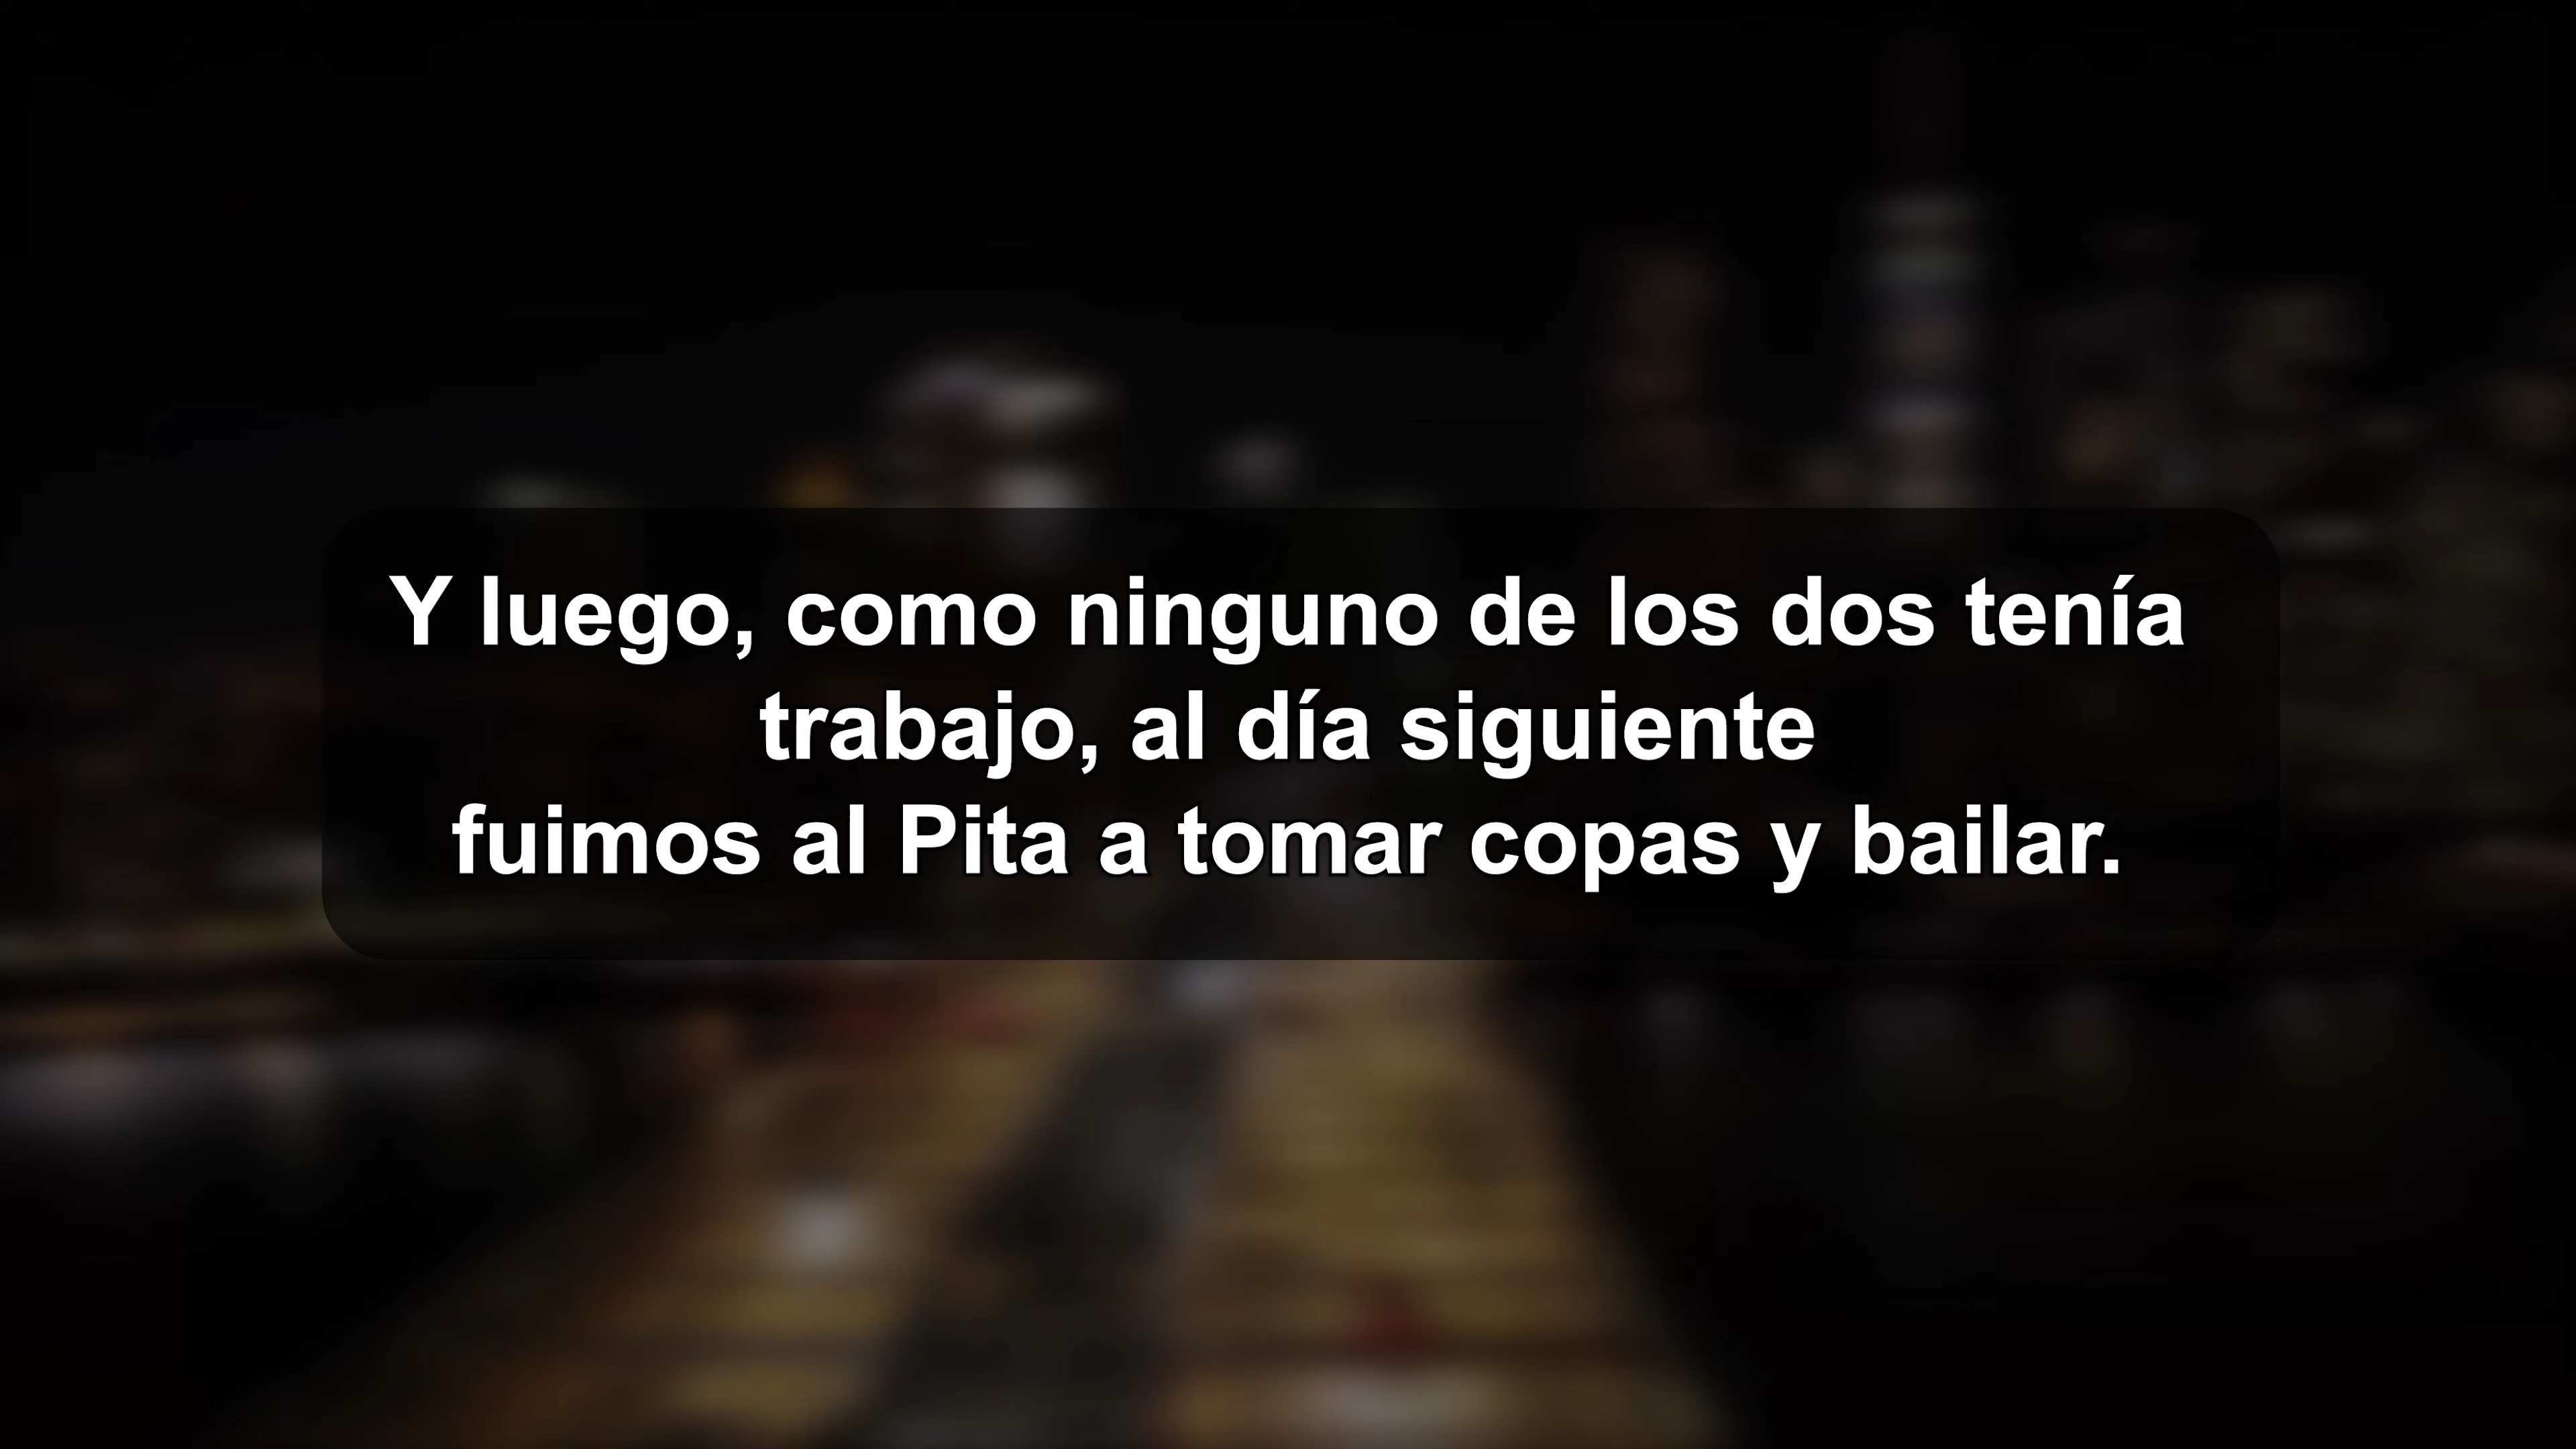 Y luego, como ninguno de los dos tenía
trabajo, al día siguiente
fuimos al Pita a tomar copas y bailar.